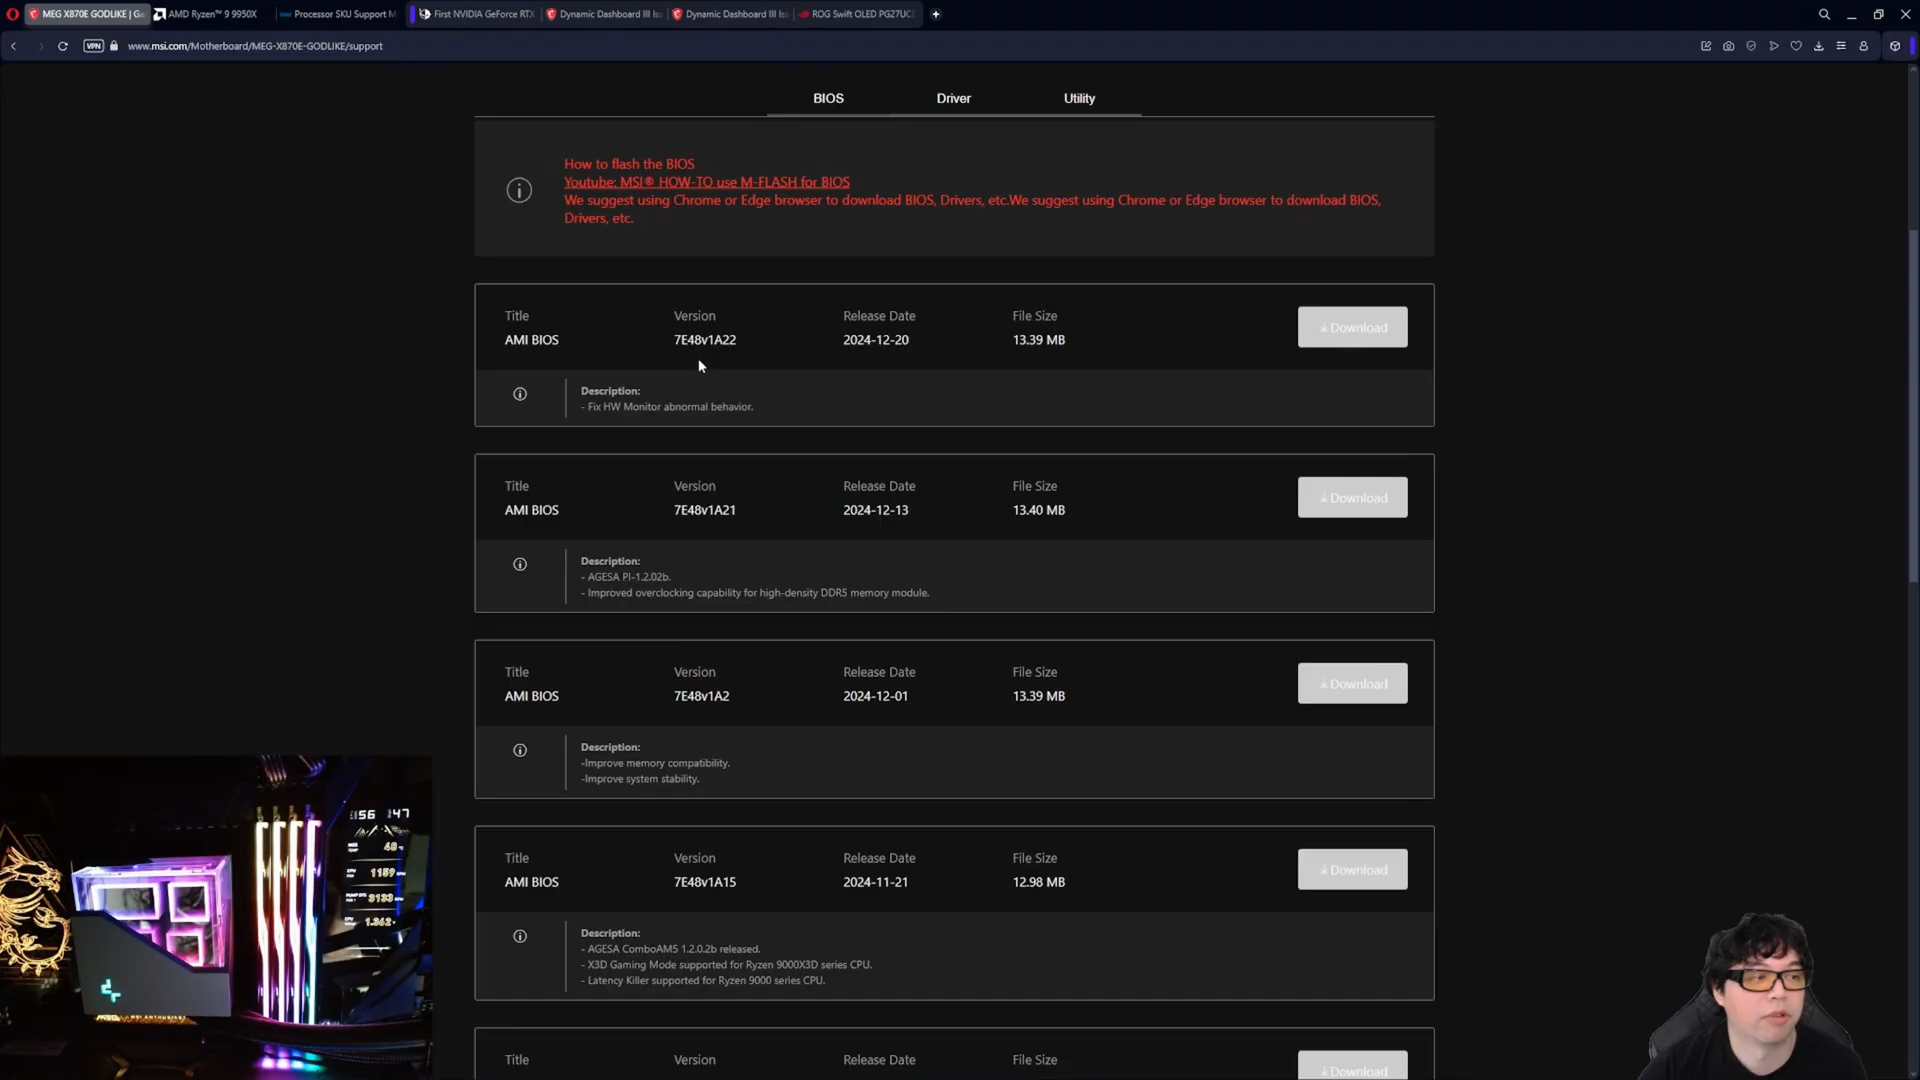 MEG X870E GODLIKE | Ga
AMD Ryzen™ 9 9950X
Processor SKU Support M
First NVIDIA GeForce RTX
Dynamic Dashboard III Iss
Dynamic Dashboard III Iss
ROG Swift OLED PG27UCD
VPN
www.msi.com/Motherboard/MEG-X870E-GODLIKE/support
BIOS
Driver
Utility
How to flash the BIOS
Youtube: MSI® HOW-TO use M-FLASH for BIOS
We suggest using Chrome or Edge browser to download BIOS, Drivers, etc.We suggest using Chrome or Edge browser to download BIOS,
Drivers, etc.
Title Version Release Date File Size
AMI BIOS 7E48v1A22 2024-12-20 13.39 MB
Download
Description:
- Fix HW Monitor abnormal behavior.
Title Version Release Date File Size
AMI BIOS 7E48v1A21 2024-12-13 13.40 MB
Download
Description:
- AGESA PI-1.2.02b.
- Improved overclocking capability for high-density DDR5 memory module.
Title Version Release Date File Size
AMI BIOS 7E48v1A2 2024-12-01 13.39 MB
Download
Description:
-Improve memory compatibility.
-Improve system stability.
Title Version Release Date File Size
AMI BIOS 7E48v1A15 2024-11-21 12.98 MB
Download
Description:
- AGESA ComboAM5 1.2.0.2b released.
- X3D Gaming Mode supported for Ryzen 9000X3D series CPU.
- Latency Killer supported for Ryzen 9000 series CPU.
Title Version Release Date File Size
Download
48
1159
3133
1.362